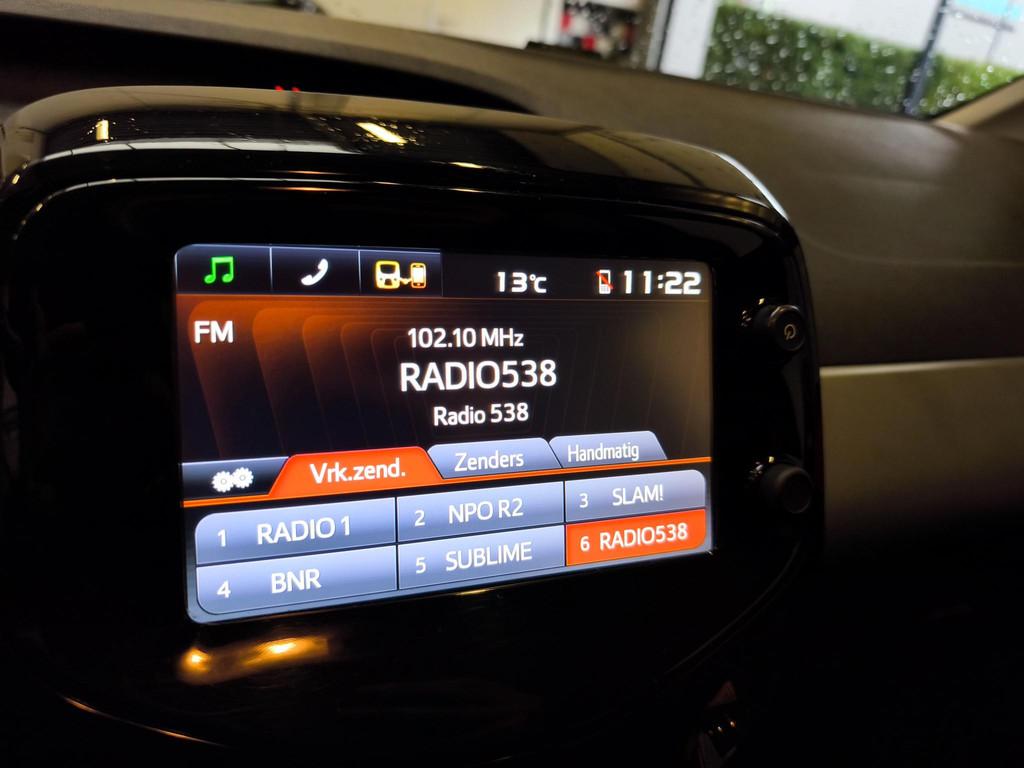 13°C
11:22
FM
102.10 MHz
RADIO538
Radio 538
Vrk.zend.
Zenders
Handmatig
1 RADIO 1
2 NPO R2
3 SLAM!
4 BNR
5 SUBLIME
6 RADIO538